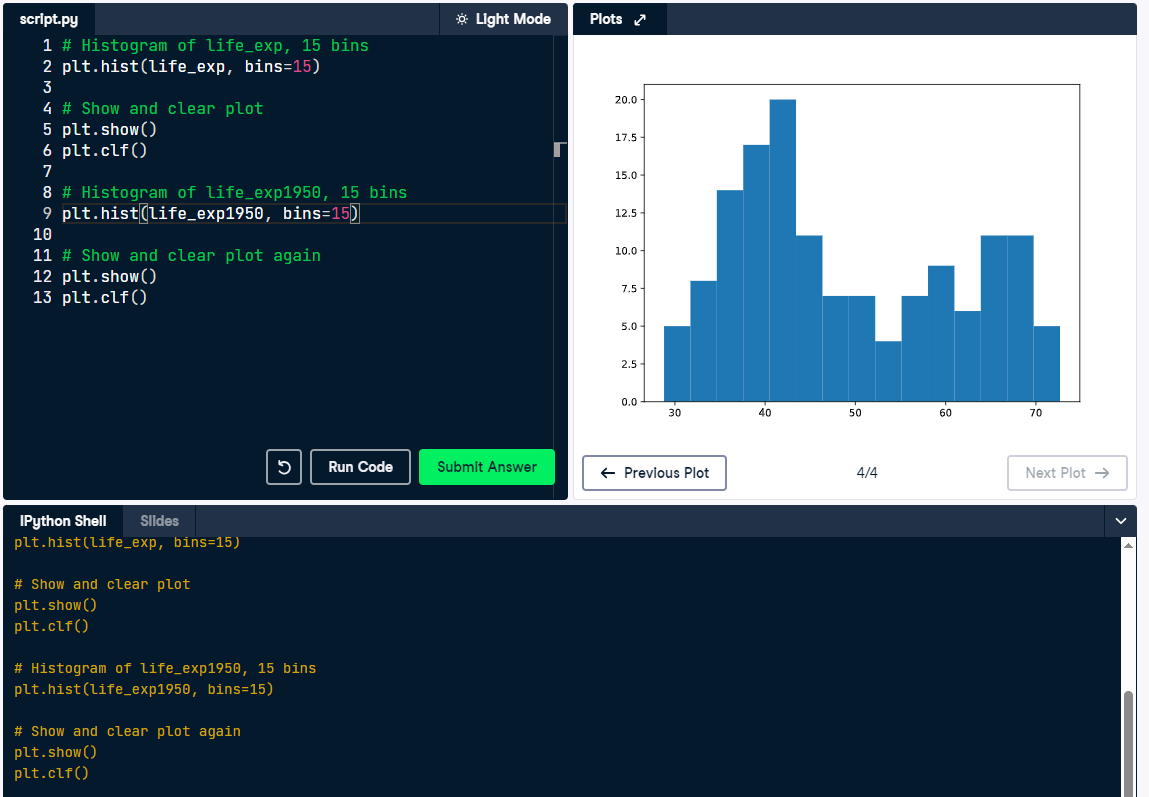 script.py
Light Mode
1 # Histogram of life_exp, 15 bins
2 plt.hist(life_exp, bins=15)
3
4 # Show and clear plot
5 plt.show()
6 plt.clf()
7
8 # Histogram of life_exp1950, 15 bins
9 plt.hist(life_exp1950, bins=15)
10
11 # Show and clear plot again
12 plt.show()
13 plt.clf()
Run Code
Submit Answer
Plots
20.0
17.5
15.0
12.5
10.0
7.5
5.0
2.5
0.0
30 40 50 60 70
Previous Plot
4/4
Next Plot
IPython Shell
Slides
plt.hist(life_exp, bins=15)
# Show and clear plot
plt.show()
plt.clf()
# Histogram of life_exp1950, 15 bins
plt.hist(life_exp1950, bins=15)
# Show and clear plot again
plt.show()
plt.clf()